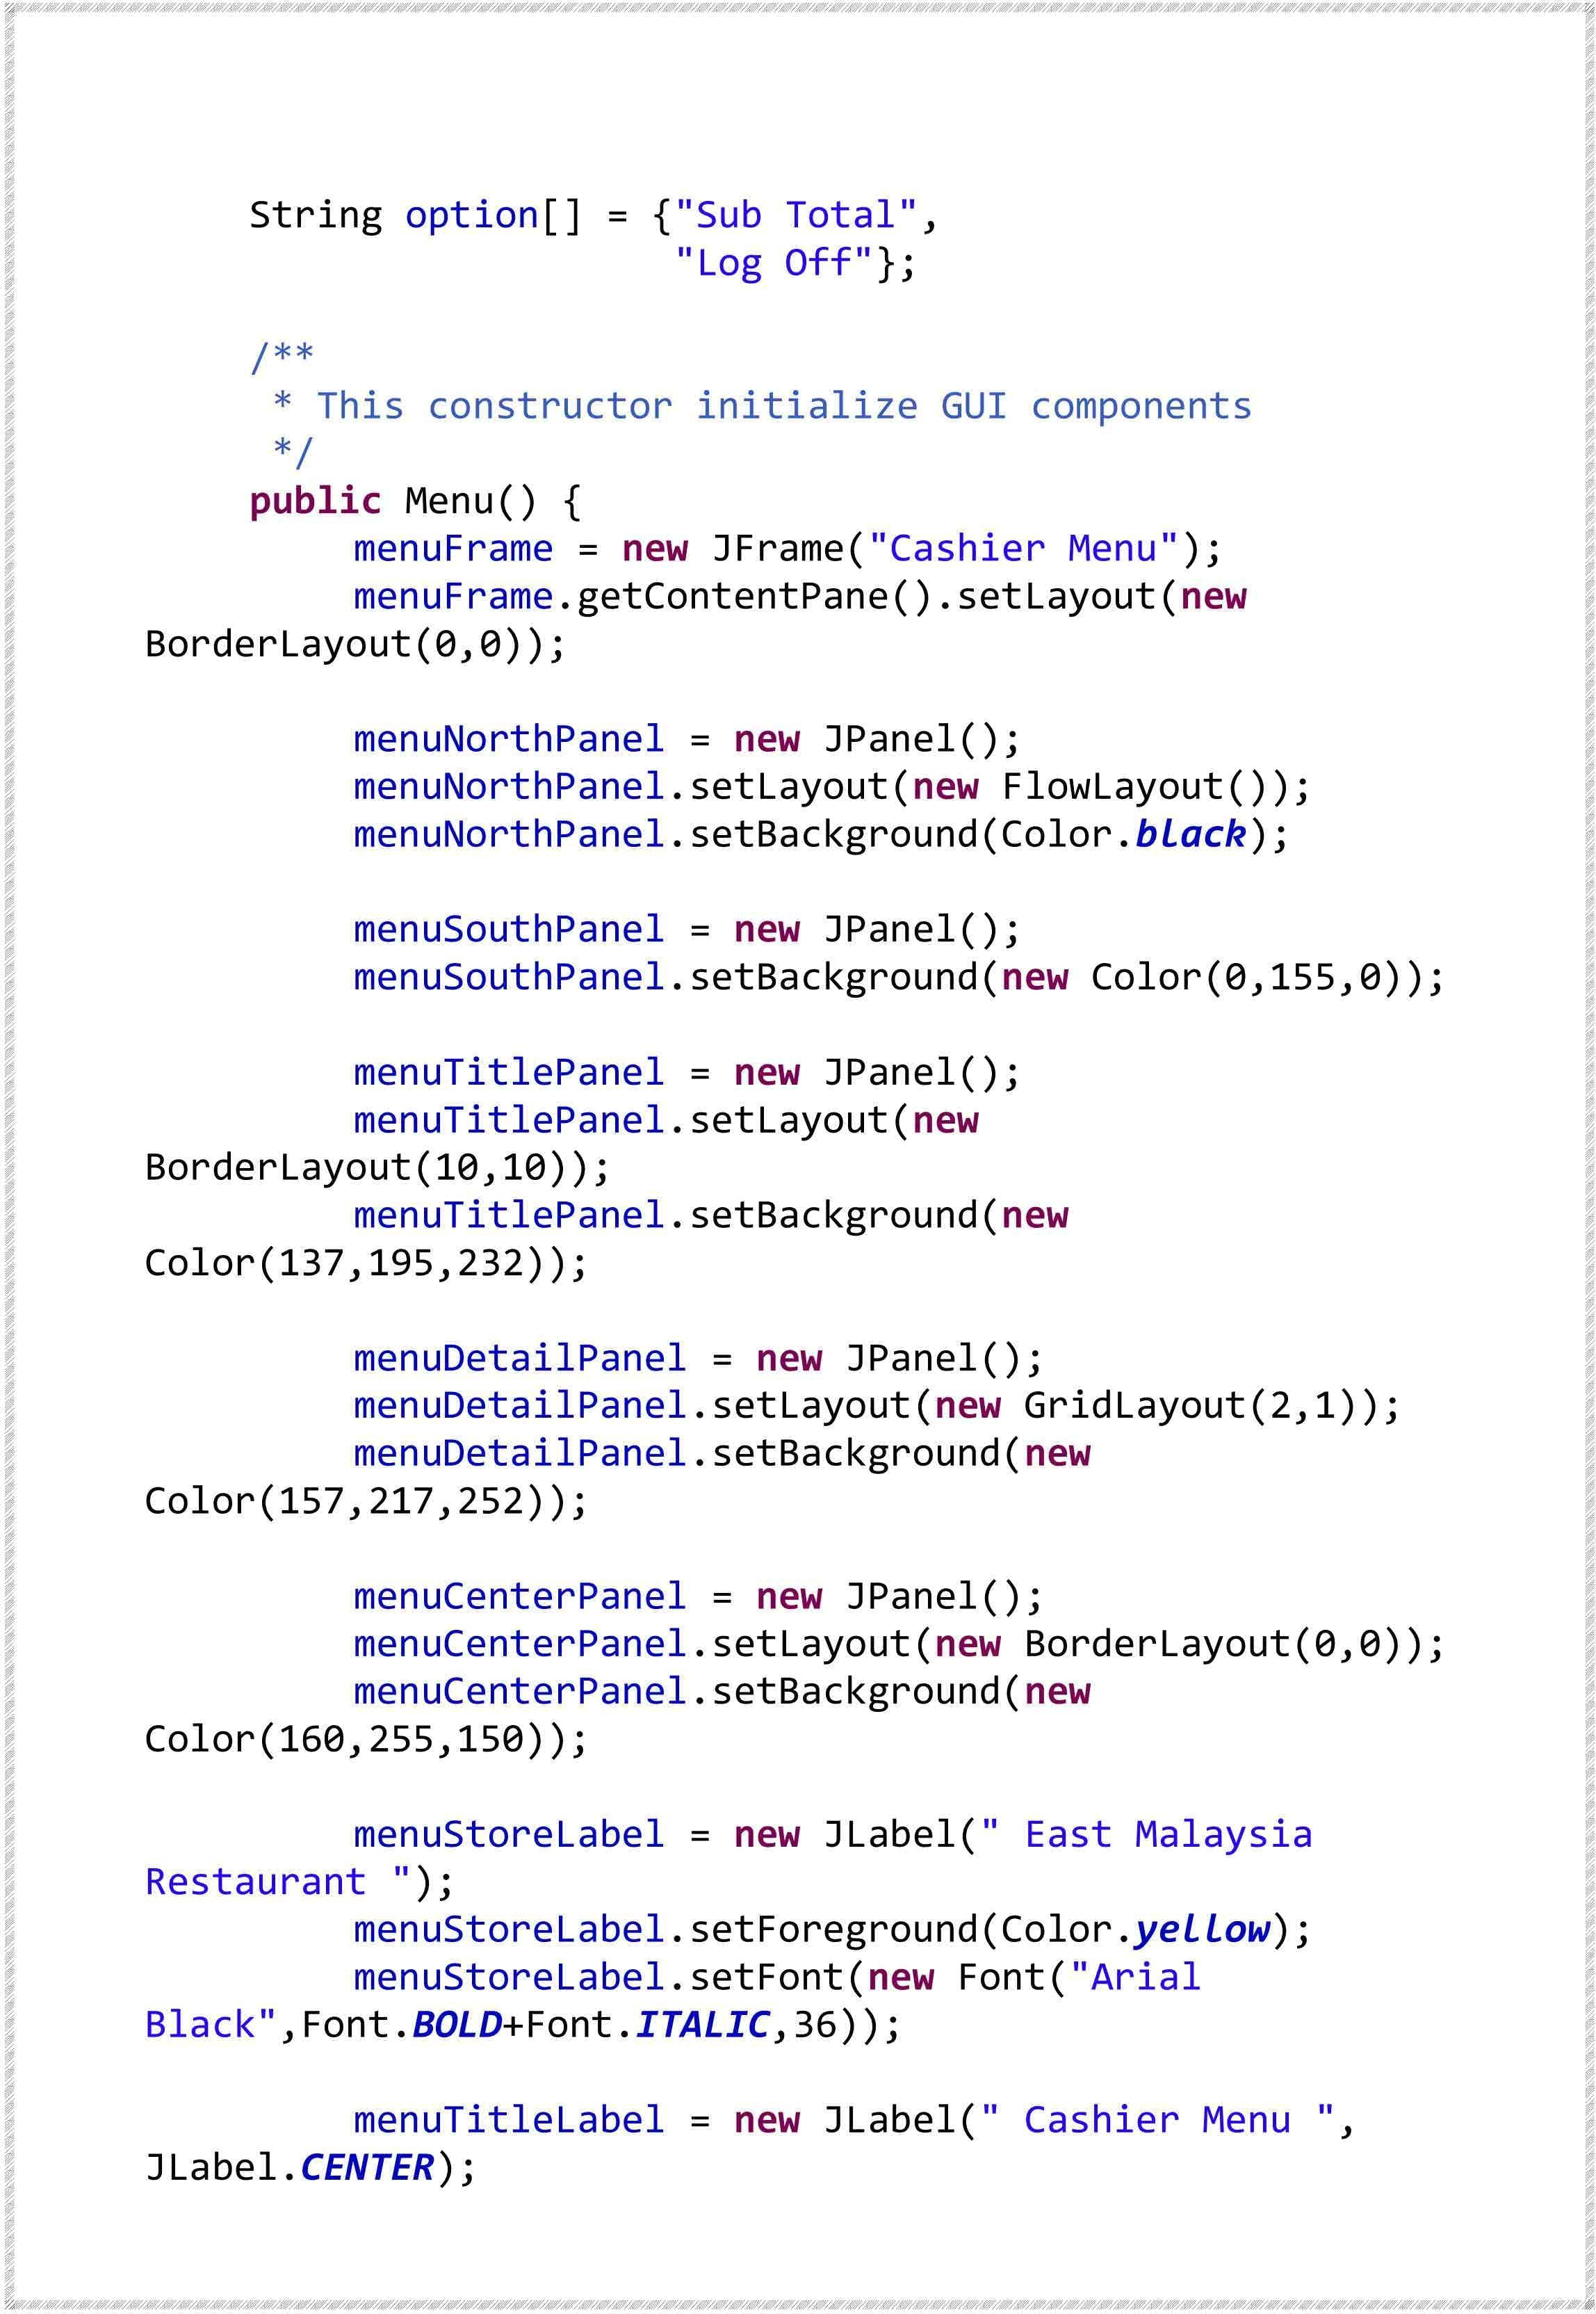 String option[] = {"Sub Total",
"Log Off"};
/**
* This constructor initialize GUI components
*/
public Menu() {
menuFrame = new JFrame("Cashier Menu");
menuFrame.getContentPane().setLayout(new
BorderLayout(0,0));
menuNorthPanel = new JPanel();
menuNorthPanel.setLayout(new FlowLayout());
menuNorthPanel.setBackground(Color.black);
menuSouthPanel = new JPanel();
menuSouthPanel.setBackground(new Color(0,155,0));
menuTitlePanel = new JPanel();
menuTitlePanel.setLayout(new
BorderLayout(10,10));
menuTitlePanel.setBackground(new
Color(137,195,232));
menuDetailPanel = new JPanel();
menuDetailPanel.setLayout(new GridLayout(2,1));
menuDetailPanel.setBackground(new
Color(157,217,252));
menuCenterPanel = new JPanel();
menuCenterPanel.setLayout(new BorderLayout(0,0));
menuCenterPanel.setBackground(new
Color(160,255,150));
menuStoreLabel = new JLabel(" East Malaysia
Restaurant ");
menuStoreLabel.setForeground(Color.yellow);
menuStoreLabel.setFont(new Font("Arial
Black",Font.BOLD+Font.ITALIC,36));
menuTitleLabel = new JLabel(" Cashier Menu ",
JLabel.CENTER);